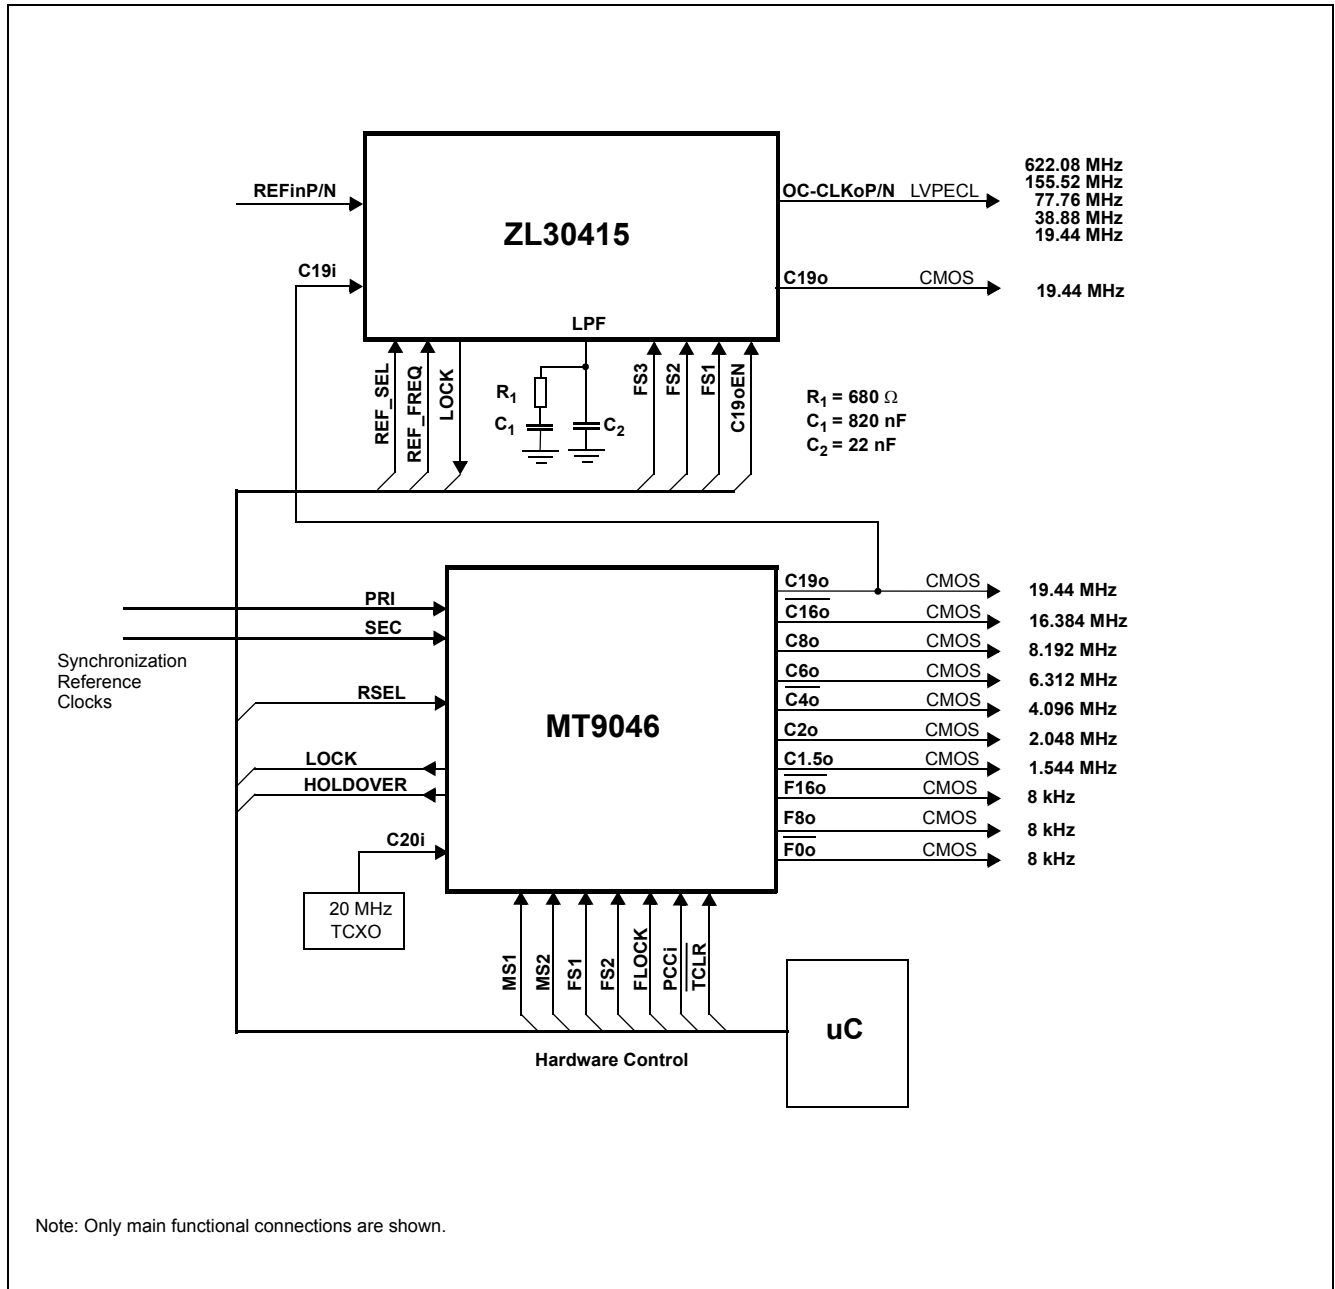 622.08 MHz
155.52 MHz
77.76 MHz
38.88 MHz
19.44 MHz
REFinP/N
OC-CLKoP/N LVPECL
ZL30415
C19i
C19o CMOS
19.44 MHz
LPF
REF_SEL
REF_FREQ
LOCK
R1
C1
C2
FS3
FS2
FS1
C19oEN
R1 = 680 Ω
C1 = 820 nF
C2 = 22 nF
C19o CMOS 19.44 MHz
C16o CMOS 16.384 MHz
C8o CMOS 8.192 MHz
C6o CMOS 6.312 MHz
C4o CMOS 4.096 MHz
C2o CMOS 2.048 MHz
C1.5o CMOS 1.544 MHz
F16o CMOS 8 kHz
F8o CMOS 8 kHz
F0o CMOS 8 kHz
PRI
SEC
Synchronization
Reference
Clocks
RSEL
MT9046
LOCK
HOLDOVER
C20i
20 MHz
TCXO
MS1
MS2
FS1
FS2
FLOCK
PCCi
TCLR
uC
Hardware Control
Note: Only main functional connections are shown.